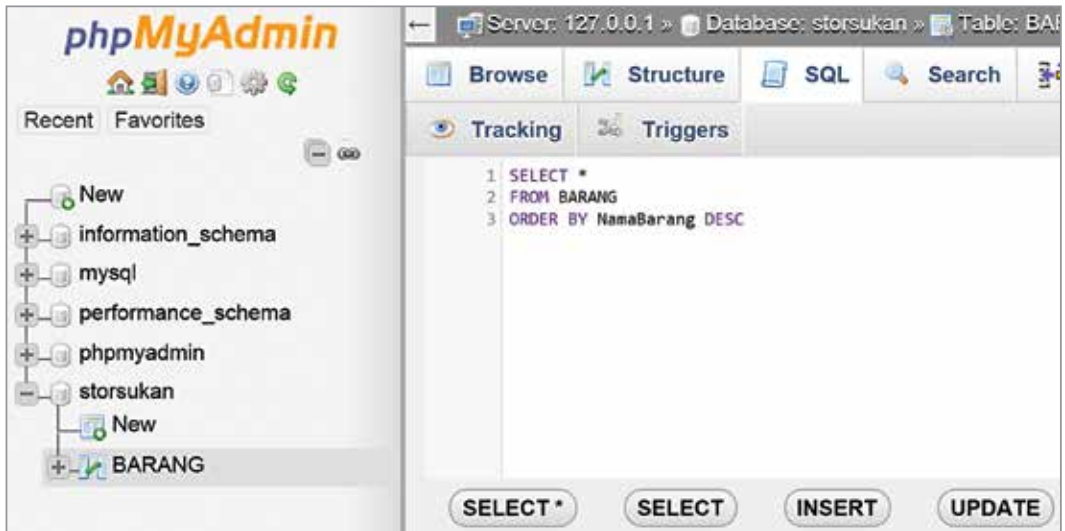 phpMyAdmin
Recent Favorites
New
information_schema
mysql
performance_schema
phpmyadmin
storsukan
New
BARANG
Server: 127.0.0.1 » Database: storsukan » Table: BAR
Browse Structure SQL Search
Tracking Triggers
1 SELECT *
2 FROM BARANG
3 ORDER BY NamaBarang DESC
SELECT * SELECT INSERT UPDATE